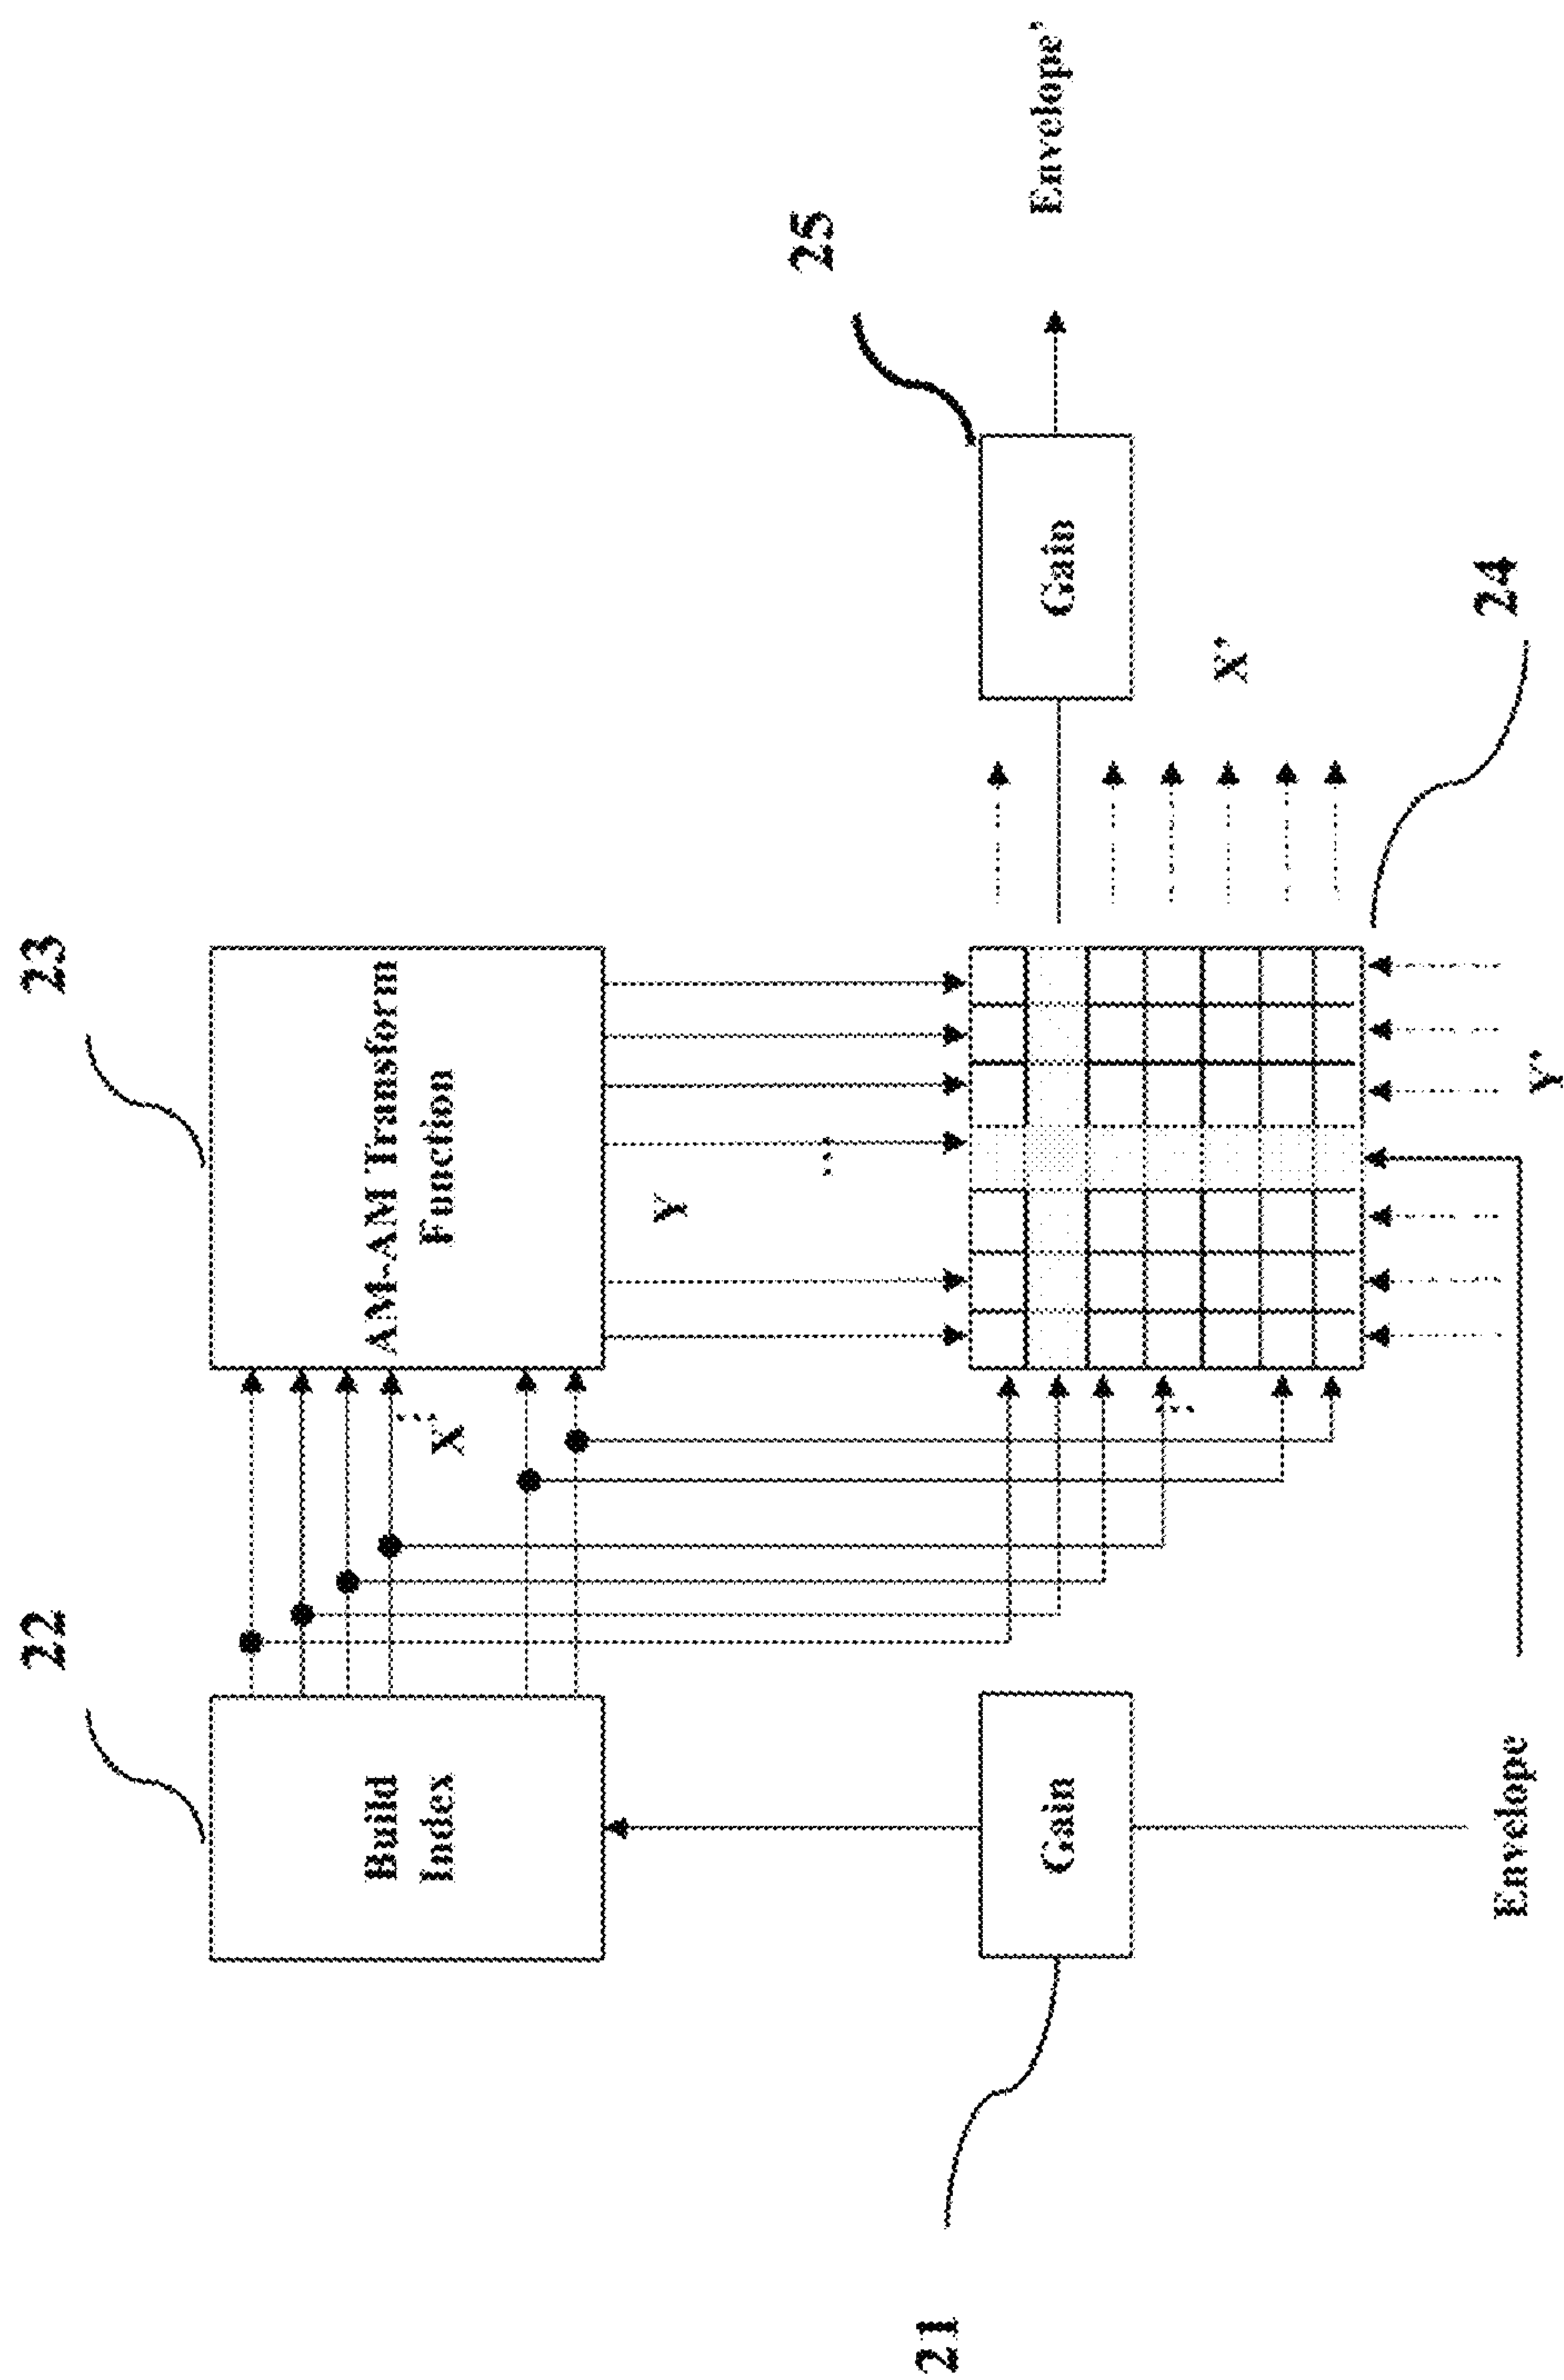 22
23
Build
Index
X
AM-AM Transform
Function
Y
...
25
21
Gain
Gain
Envelope'
X'
Envelope
Y'
24